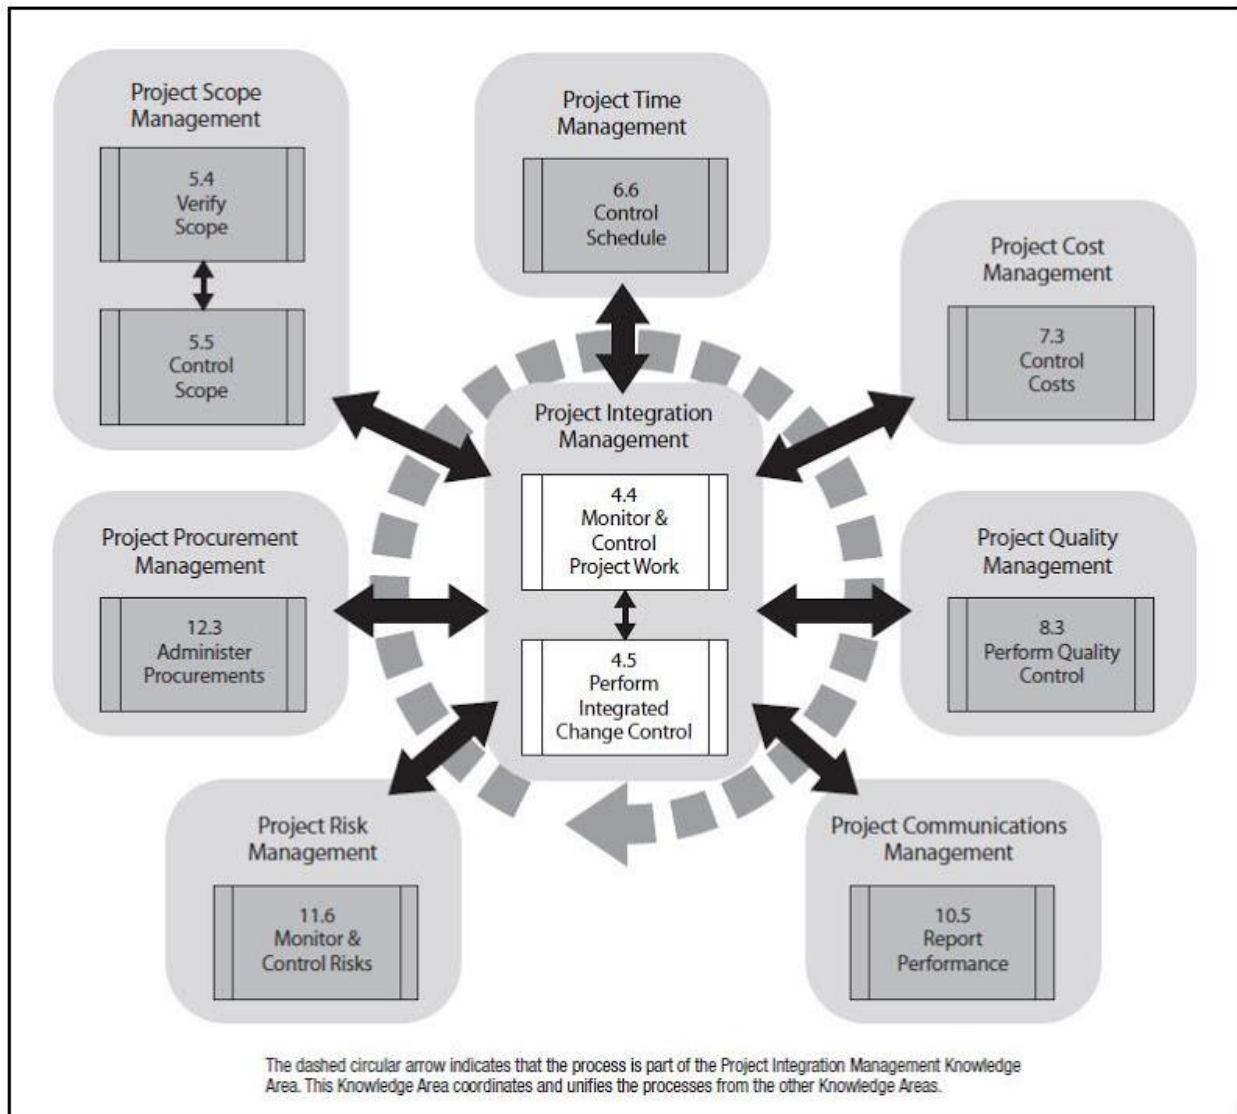 Project Scope
Management
5.4
Verify
Scope
5.5
Control
Scope
Project Time
Management
6.6
Control
Schedule
Project Cost
Management
7.3
Control
Costs
Project Integration
Management
4.4
Monitor &
Control
Project Work
4.5
Perform
Integrated
Change Control
Project Procurement
Management
12.3
Administer
Procurements
Project Quality
Management
8.3
Perform Quality
Control
Project Risk
Management
11.6
Monitor &
Control Risks
Project Communications
Management
10.5
Report
Performance
The dashed circular arrow indicates that the process is part of the Project Integration Management Knowledge
Area. This Knowledge Area coordinates and unifies the processes from the other Knowledge Areas.